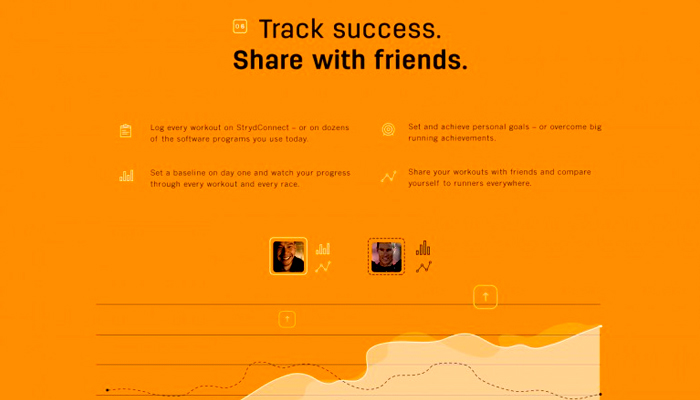 08 Track success.
Share with friends.
Log every workout on StrydConnect – or on dozens
of the software programs you use today.
Set and achieve personal goals – or overcome big
running achievements.
Set a baseline on day one and watch your progress
through every workout and every race.
Share your workouts with friends and compare
yourself to runners everywhere.